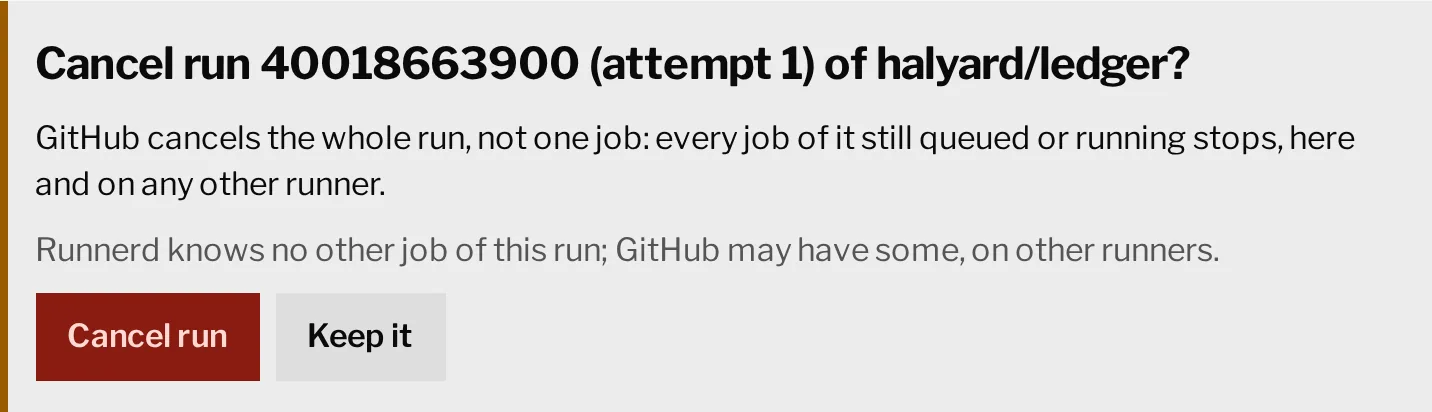 Cancel run 40018663900 (attempt 1) of halyard/ledger?
GitHub cancels the whole run, not one job: every job of it still queued or running stops, here
and on any other runner.
Runnerd knows no other job of this run; GitHub may have some, on other runners.
Cancel run
Keep it